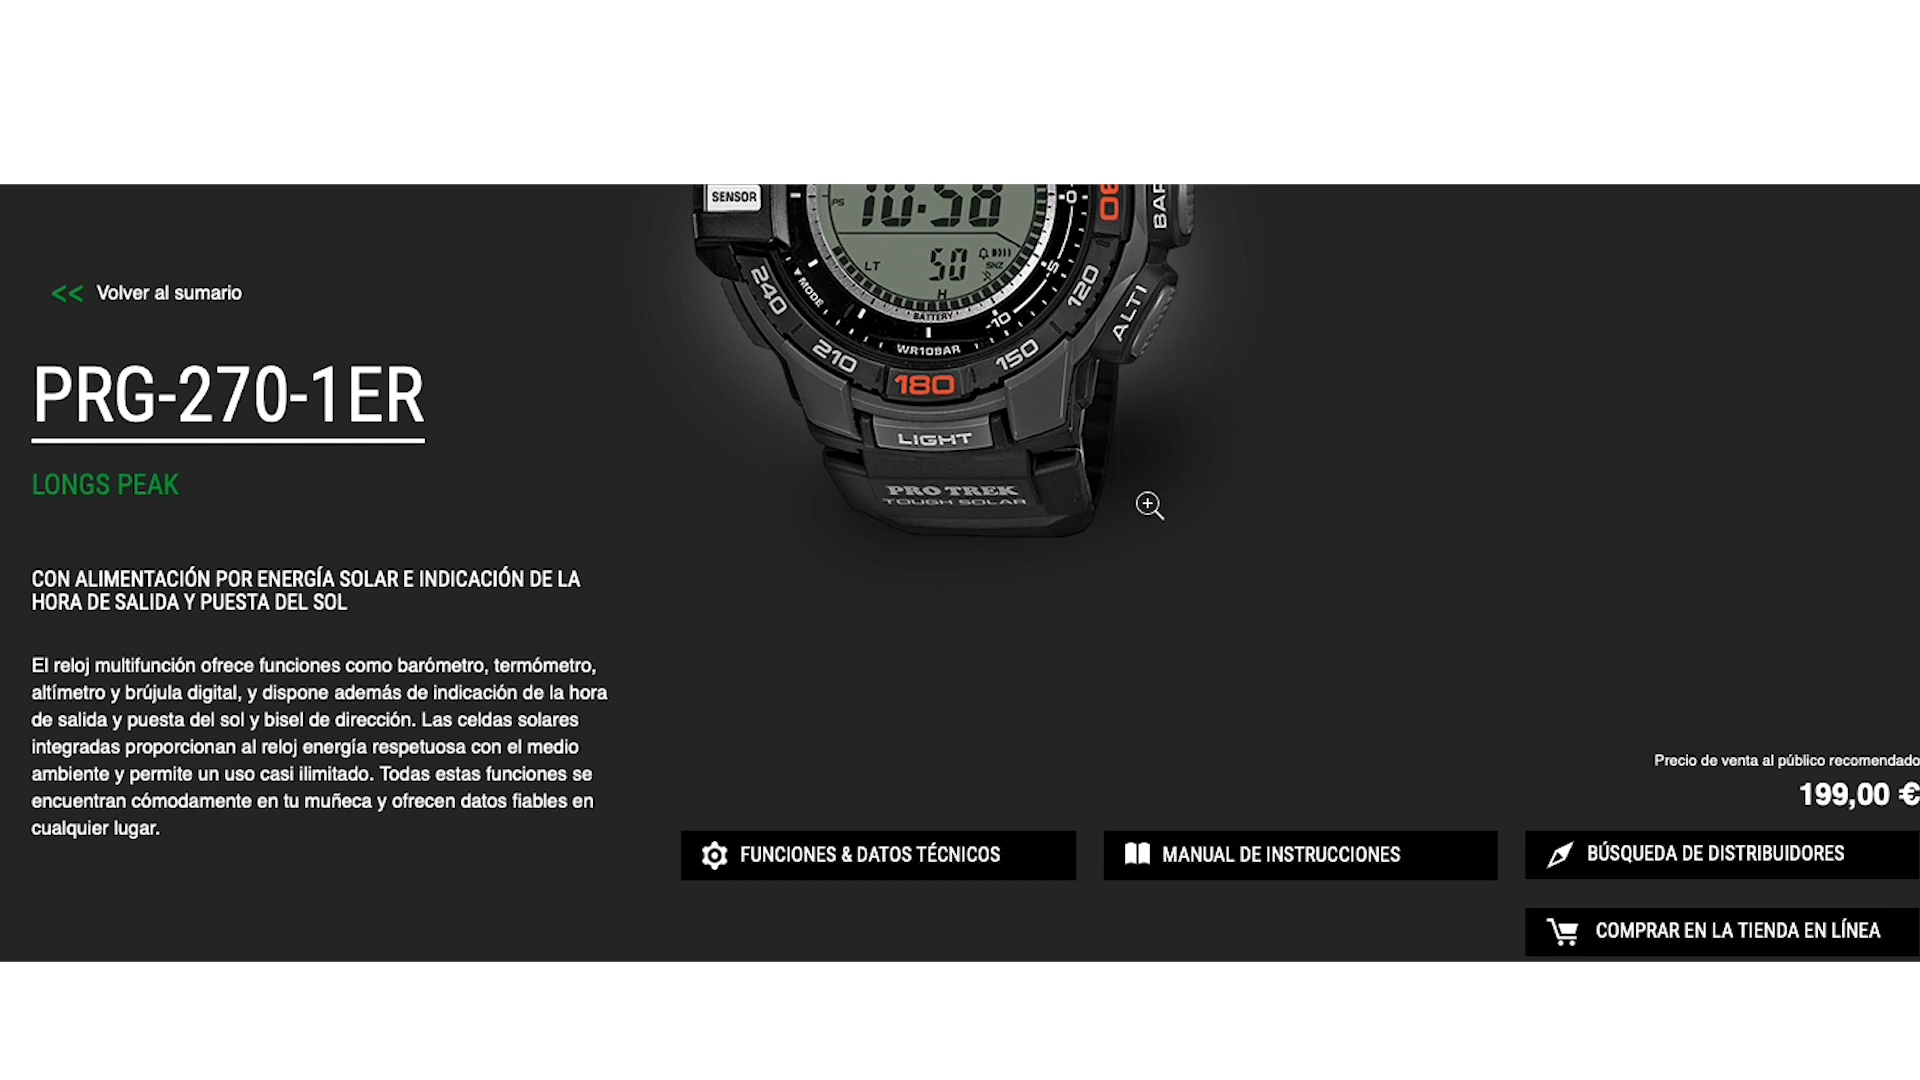 SENSOR
10:58
PS
BAR
80
0
LT
50
SNZ
H
5
MODE
BATTERY
-10
240
120
ALTI
WR10BAR
210
150
180
LIGHT
PRO TREK
TOUGH SOLAR
<< Volver al sumario
PRG-270-1ER
LONGS PEAK
CON ALIMENTACIÓN POR ENERGÍA SOLAR E INDICACIÓN DE LA
HORA DE SALIDA Y PUESTA DEL SOL
El reloj multifunción ofrece funciones como barómetro, termómetro,
altímetro y brújula digital, y dispone además de indicación de la hora
de salida y puesta del sol y bisel de dirección. Las celdas solares
integradas proporcionan al reloj energía respetuosa con el medio
ambiente y permite un uso casi ilimitado. Todas estas funciones se
encuentran cómodamente en tu muñeca y ofrecen datos fiables en
cualquier lugar.
Precio de venta al público recomendado
199,00 €
FUNCIONES & DATOS TÉCNICOS
MANUAL DE INSTRUCCIONES
BÚSQUEDA DE DISTRIBUIDORES
COMPRAR EN LA TIENDA EN LÍNEA